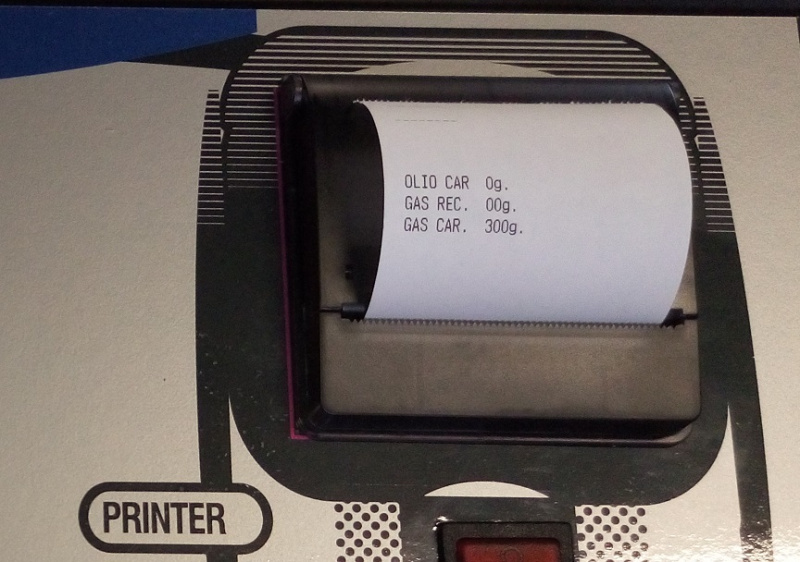 OLIO CAR 0g.
GAS REC. 00g.
GAS CAR. 300g.
PRINTER